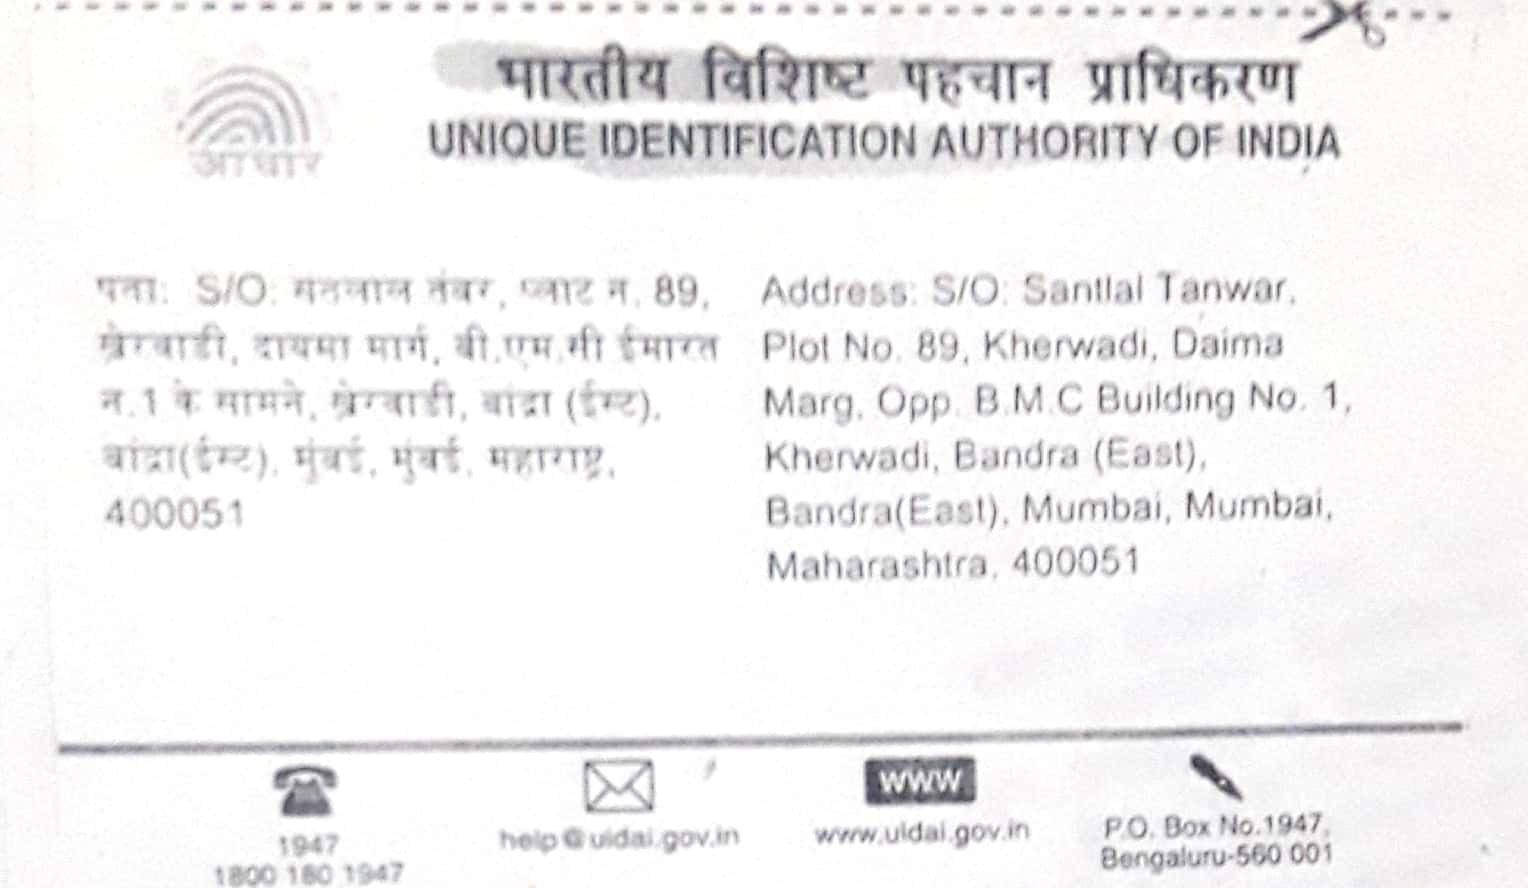 भारतीय विशिष्ट पहचान प्राधिकरण
UNIQUE IDENTIFICATION AUTHORITY OF INDIA
आधार
पता: S/O: संतलाल तंवर, प्लाट न. 89,
खेरवाडी, दायमा मार्ग, बी.एम.सी ईमारत
न.1 के सामने, खेरवाडी, बांद्रा (ईस्ट),
बांद्रा(ईस्ट), मुंबई, मुंबई, महाराष्ट्र,
400051
Address: S/O: Santlal Tanwar,
Plot No. 89, Kherwadi, Daima
Marg, Opp. B.M.C Building No. 1,
Kherwadi, Bandra (East),
Bandra(East), Mumbai, Mumbai,
Maharashtra, 400051
1947
1800 180 1947
help@uidai.gov.in
www
www.uidai.gov.in
P.O. Box No.1947,
Bengaluru-560 001